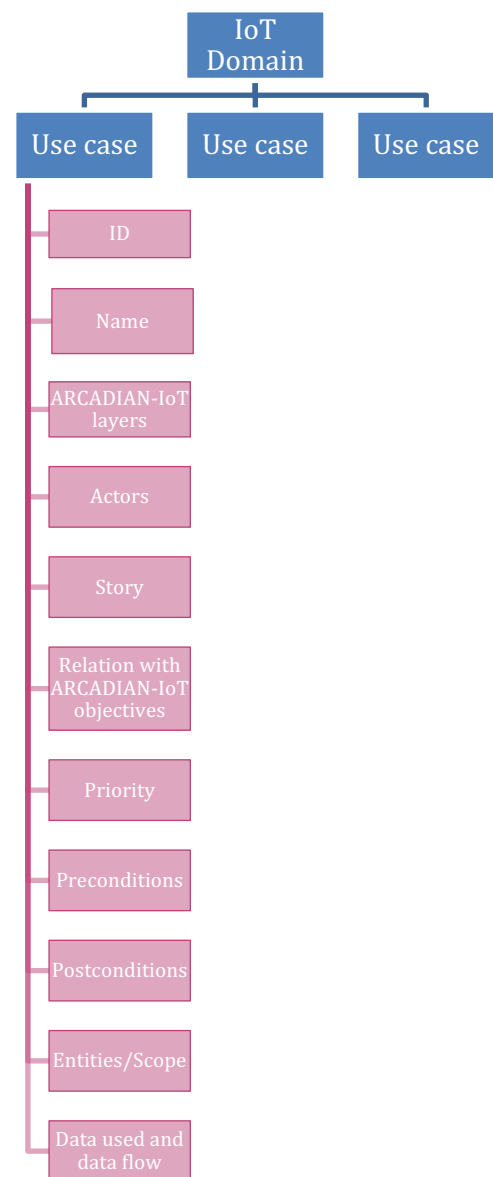 IoT
Domain
Use case
Use case
Use case
ID
Name
ARCADIAN-IoT
layers
Actors
Story
Relation with
ARCADIAN-IoT
objectives
Priority
Preconditions
Postconditions
Entities/Scope
Data used and
data flow